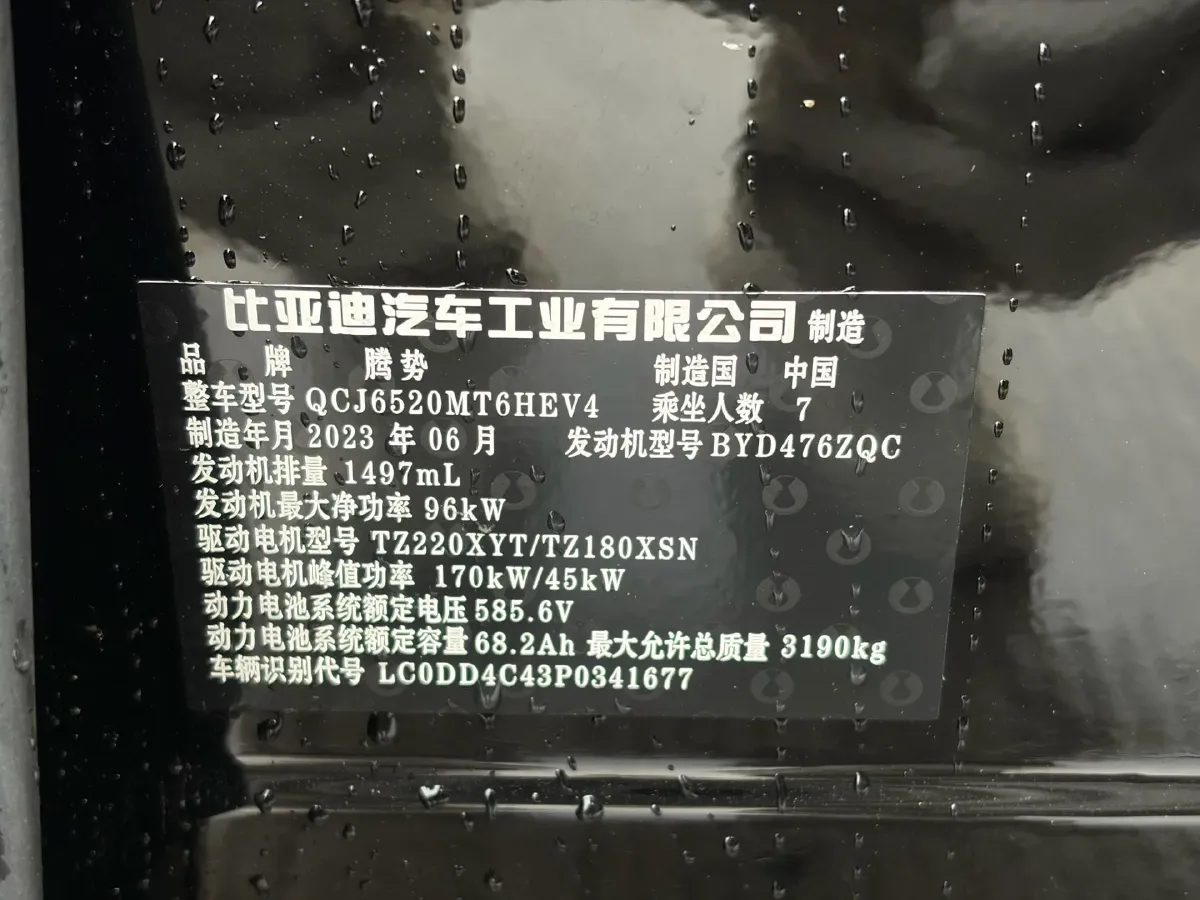 比亚迪汽车工业有限公司 制造
品 牌 腾势 制造国 中国
整车型号 QCJ6520MT6HEV4 乘坐人数 7
制造年月 2023 年 06 月 发动机型号 BYD476ZQC
发动机排量 1497mL
发动机最大净功率 96kW
驱动电机型号 TZ220XYT/TZ180XSN
驱动电机峰值功率 170kW/45kW
动力电池系统额定电压 585.6V
动力电池系统额定容量 68.2Ah 最大允许总质量 3190kg
车辆识别代号 LC0DD4C43P0341677